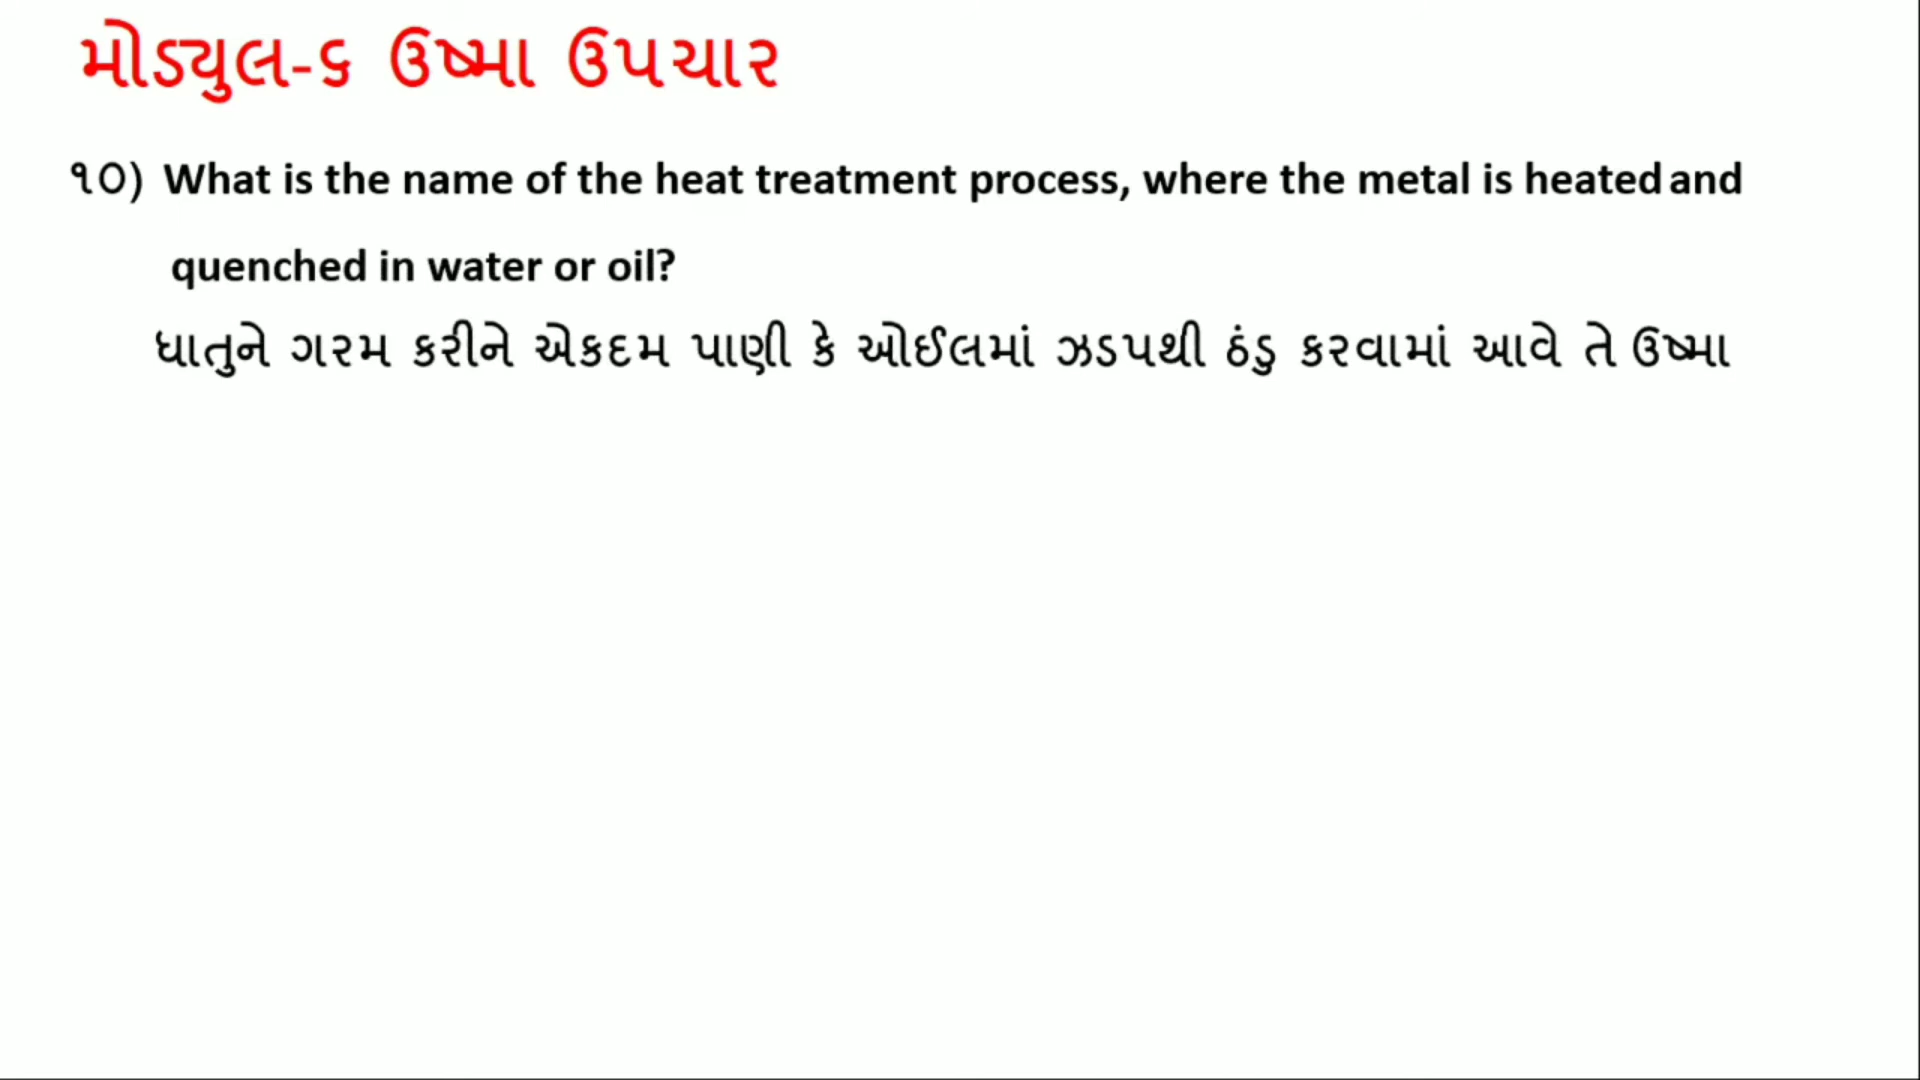 મોડ્યુલ-૬ ઉષ્મા ઉપચાર
૧૦) What is the name of the heat treatment process, where the metal is heated and
quenched in water or oil?
ધાતુને ગરમ કરીને એકદમ પાણી કે ઓઈલમાં ઝડપથી ઠંડુ કરવામાં આવે તે ઉષ્મા